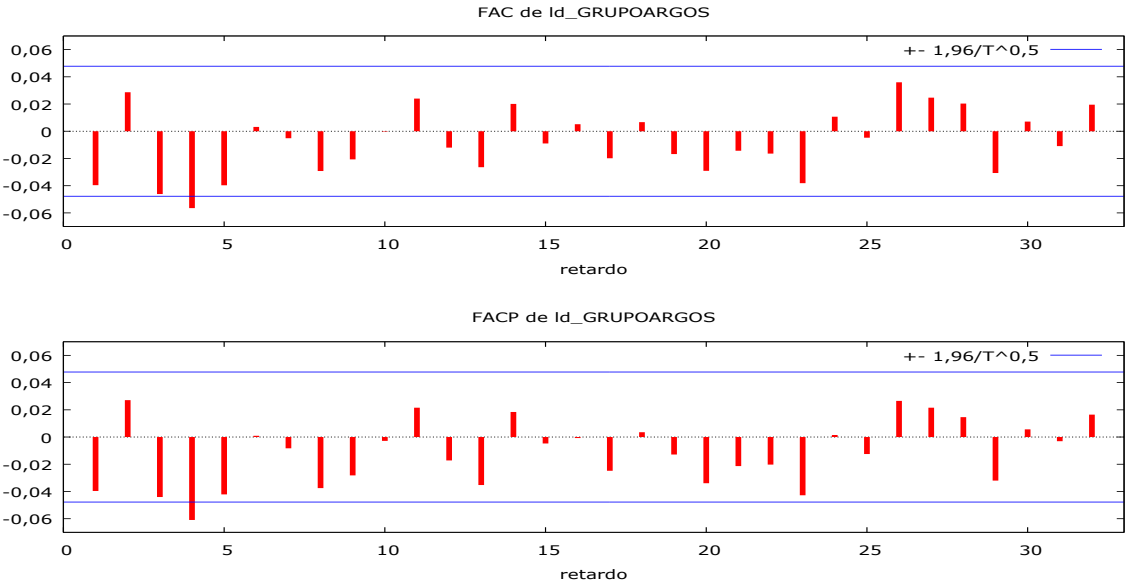 FAC de ld_GRUPOARGOS
+- 1,96/T^0,5
0,06
0,04
0,02
0
-0,02
-0,04
-0,06
0 5 10 15 20 25 30
retardo
FACP de ld_GRUPOARGOS
+- 1,96/T^0,5
0,06
0,04
0,02
0
-0,02
-0,04
-0,06
0 5 10 15 20 25 30
retardo